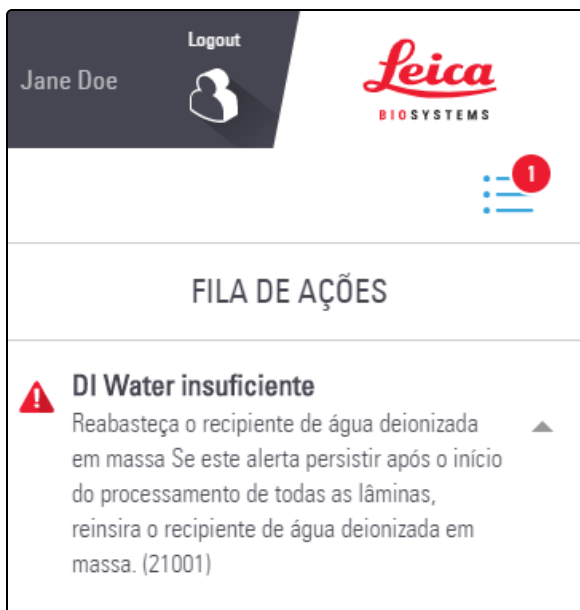 Logout
Jane Doe
Leica
BIOSYSTEMS
1
FILA DE AÇÕES
DI Water insuficiente
Reabasteça o recipiente de água deionizada
em massa Se este alerta persistir após o início
do processamento de todas as lâminas,
reinsira o recipiente de água deionizada em
massa. (21001)